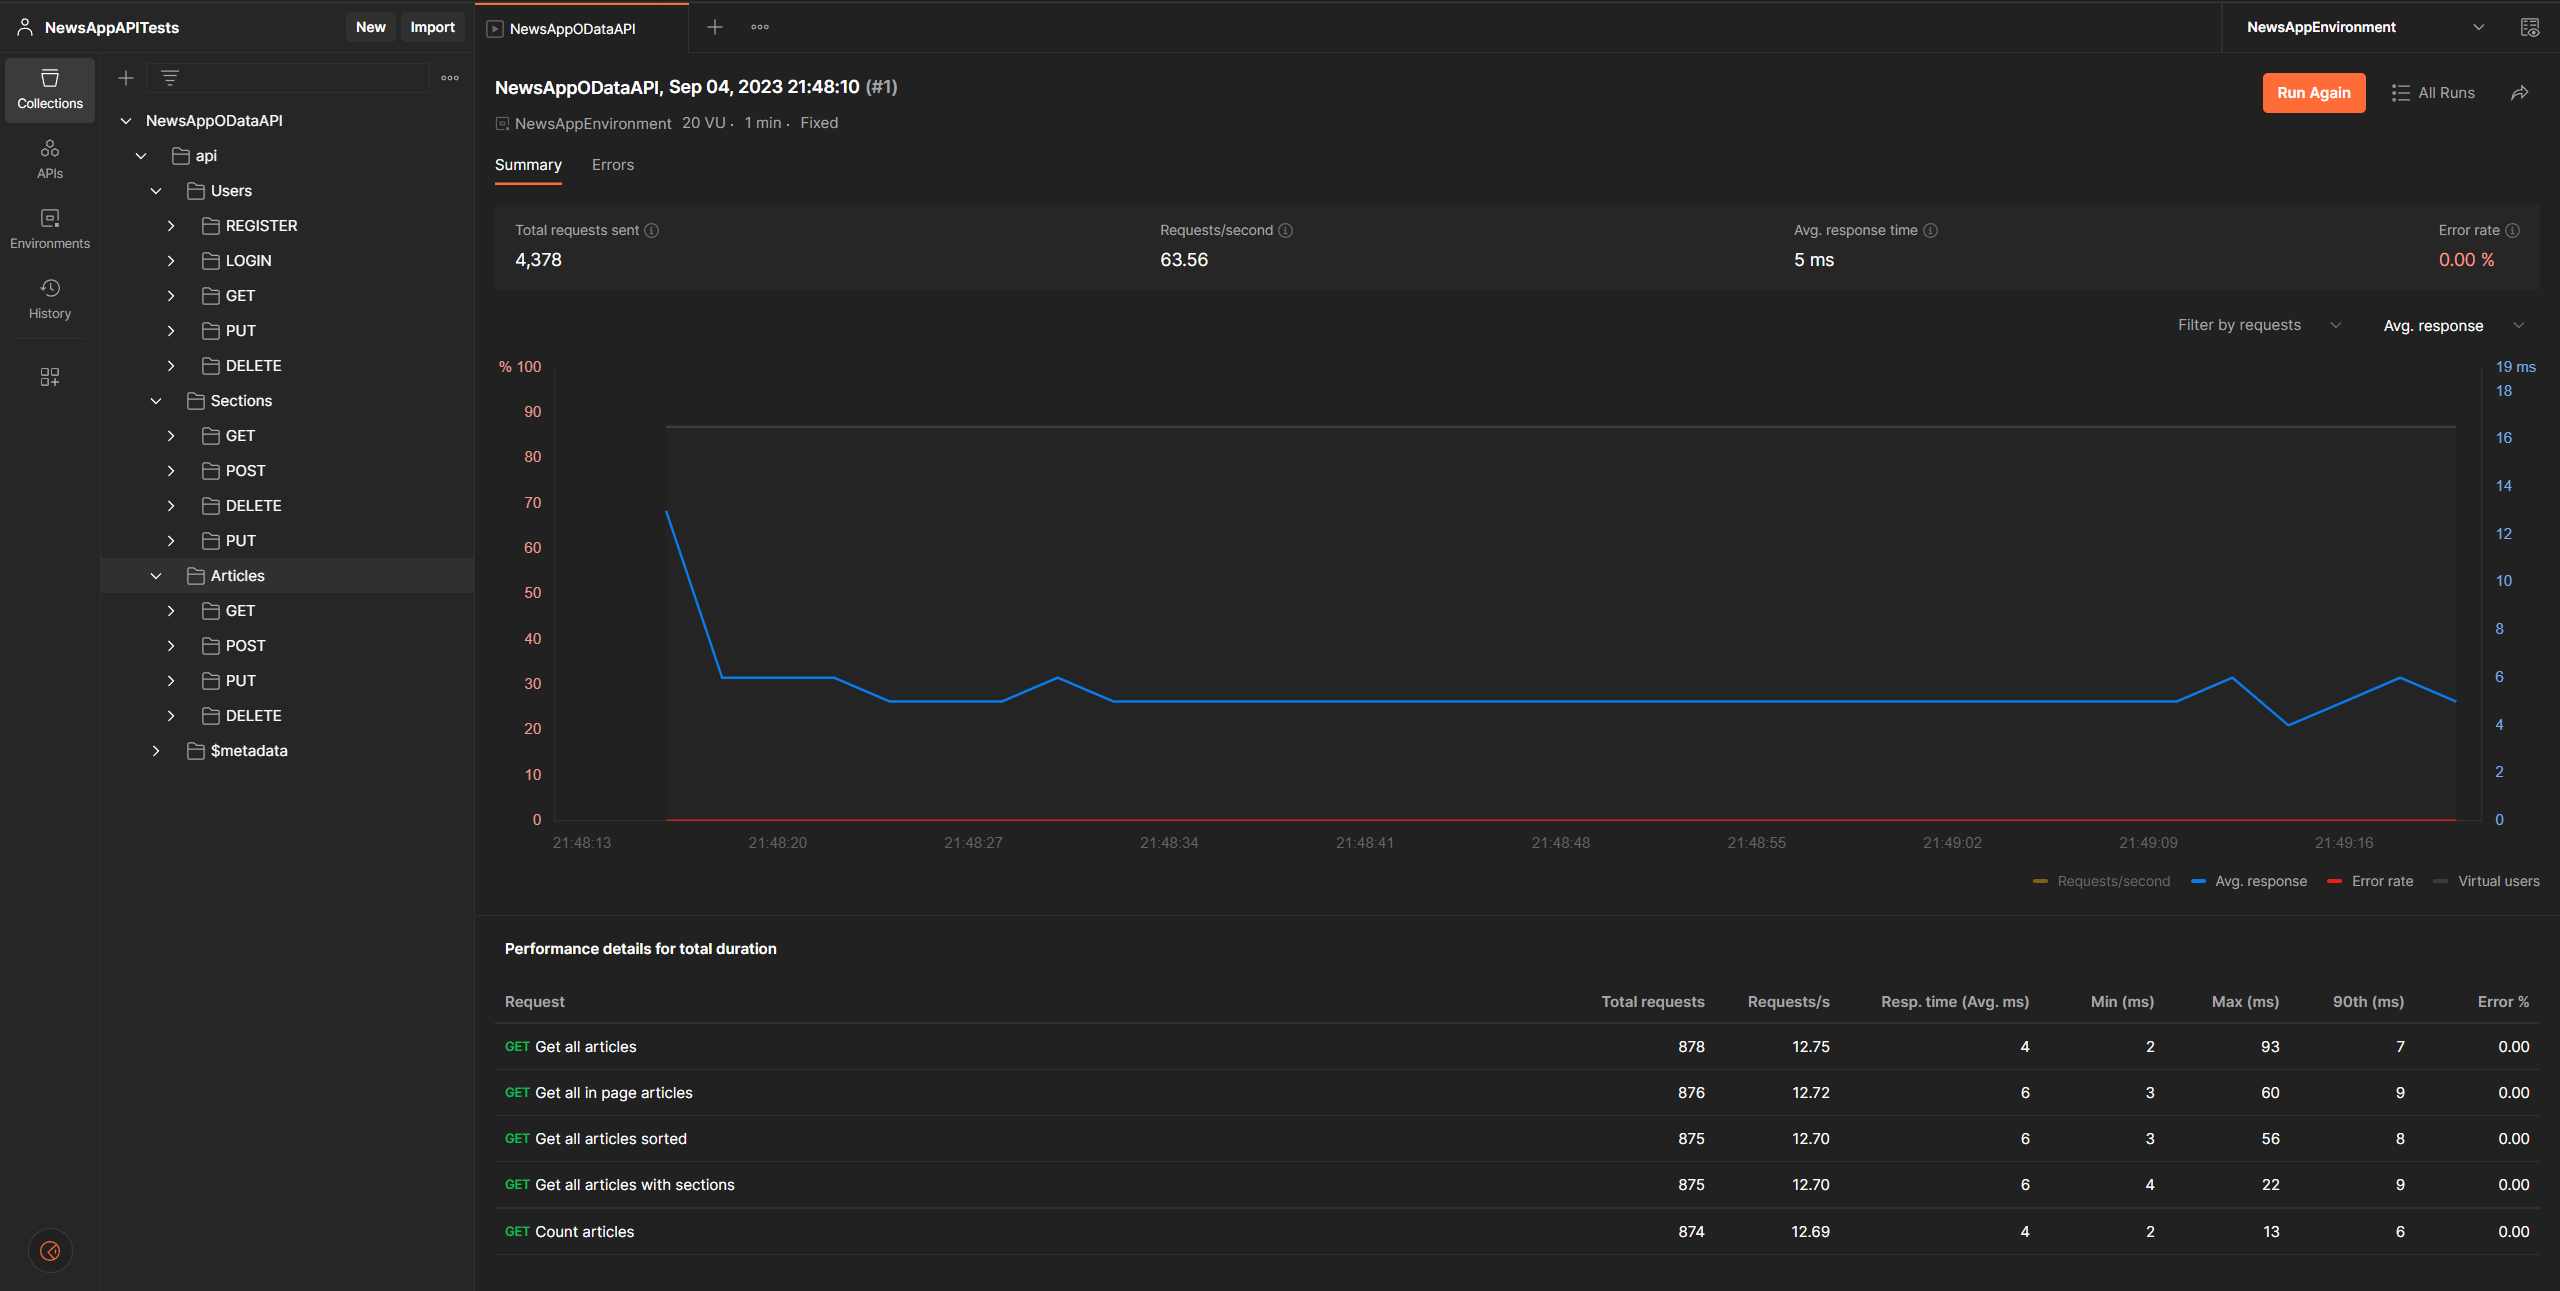 NewsAppAPITests
New
Import
NewsAppODataAPI
NewsAppEnvironment
Collections
APIs
Environments
History
NewsAppODataAPI
api
Users
REGISTER
LOGIN
GET
PUT
DELETE
Sections
GET
POST
DELETE
PUT
Articles
GET
POST
PUT
DELETE
$metadata
NewsAppODataAPI, Sep 04, 2023 21:48:10 (#1)
NewsAppEnvironment 20 VU · 1 min · Fixed
Run Again
All Runs
Summary
Errors
Total requests sent
4,378
Requests/second
63.56
Avg. response time
5 ms
Error rate
0.00 %
Filter by requests
Avg. response
% 100
90
80
70
60
50
40
30
20
10
0
19 ms
18
16
14
12
10
8
6
4
2
0
21:48:13 21:48:20 21:48:27 21:48:34 21:48:41 21:48:48 21:48:55 21:49:02 21:49:09 21:49:16
Requests/second Avg. response Error rate Virtual users
Performance details for total duration
Request Total requests Requests/s Resp. time (Avg. ms) Min (ms) Max (ms) 90th (ms) Error %
GET Get all articles 878 12.75 4 2 93 7 0.00
GET Get all in page articles 876 12.72 6 3 60 9 0.00
GET Get all articles sorted 875 12.70 6 3 56 8 0.00
GET Get all articles with sections 875 12.70 6 4 22 9 0.00
GET Count articles 874 12.69 4 2 13 6 0.00